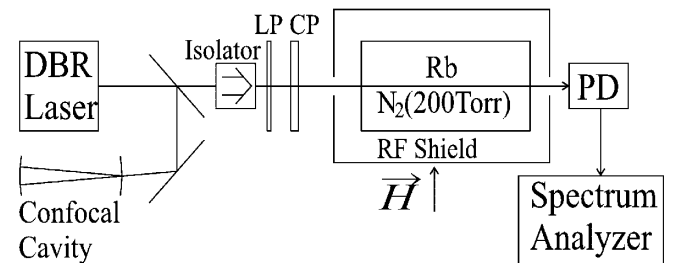 DBR
Laser
Isolator
LP CP
Rb
N₂(200Torr)
RF Shield
H
PD
Confocal
Cavity
Spectrum
Analyzer